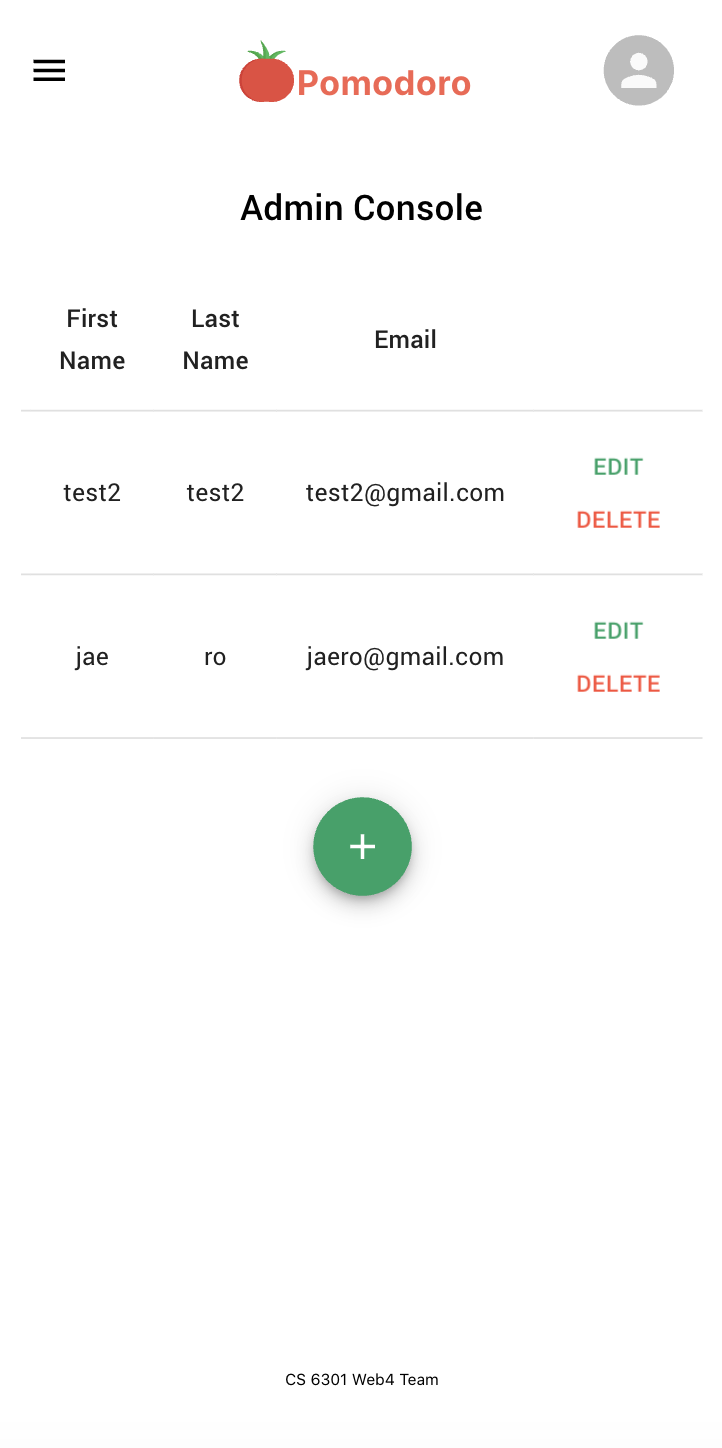 Pomodoro
Admin Console
First Name Last Name Email
test2 test2 test2@gmail.com EDIT
DELETE
jae ro jaero@gmail.com EDIT
DELETE
+
CS 6301 Web4 Team